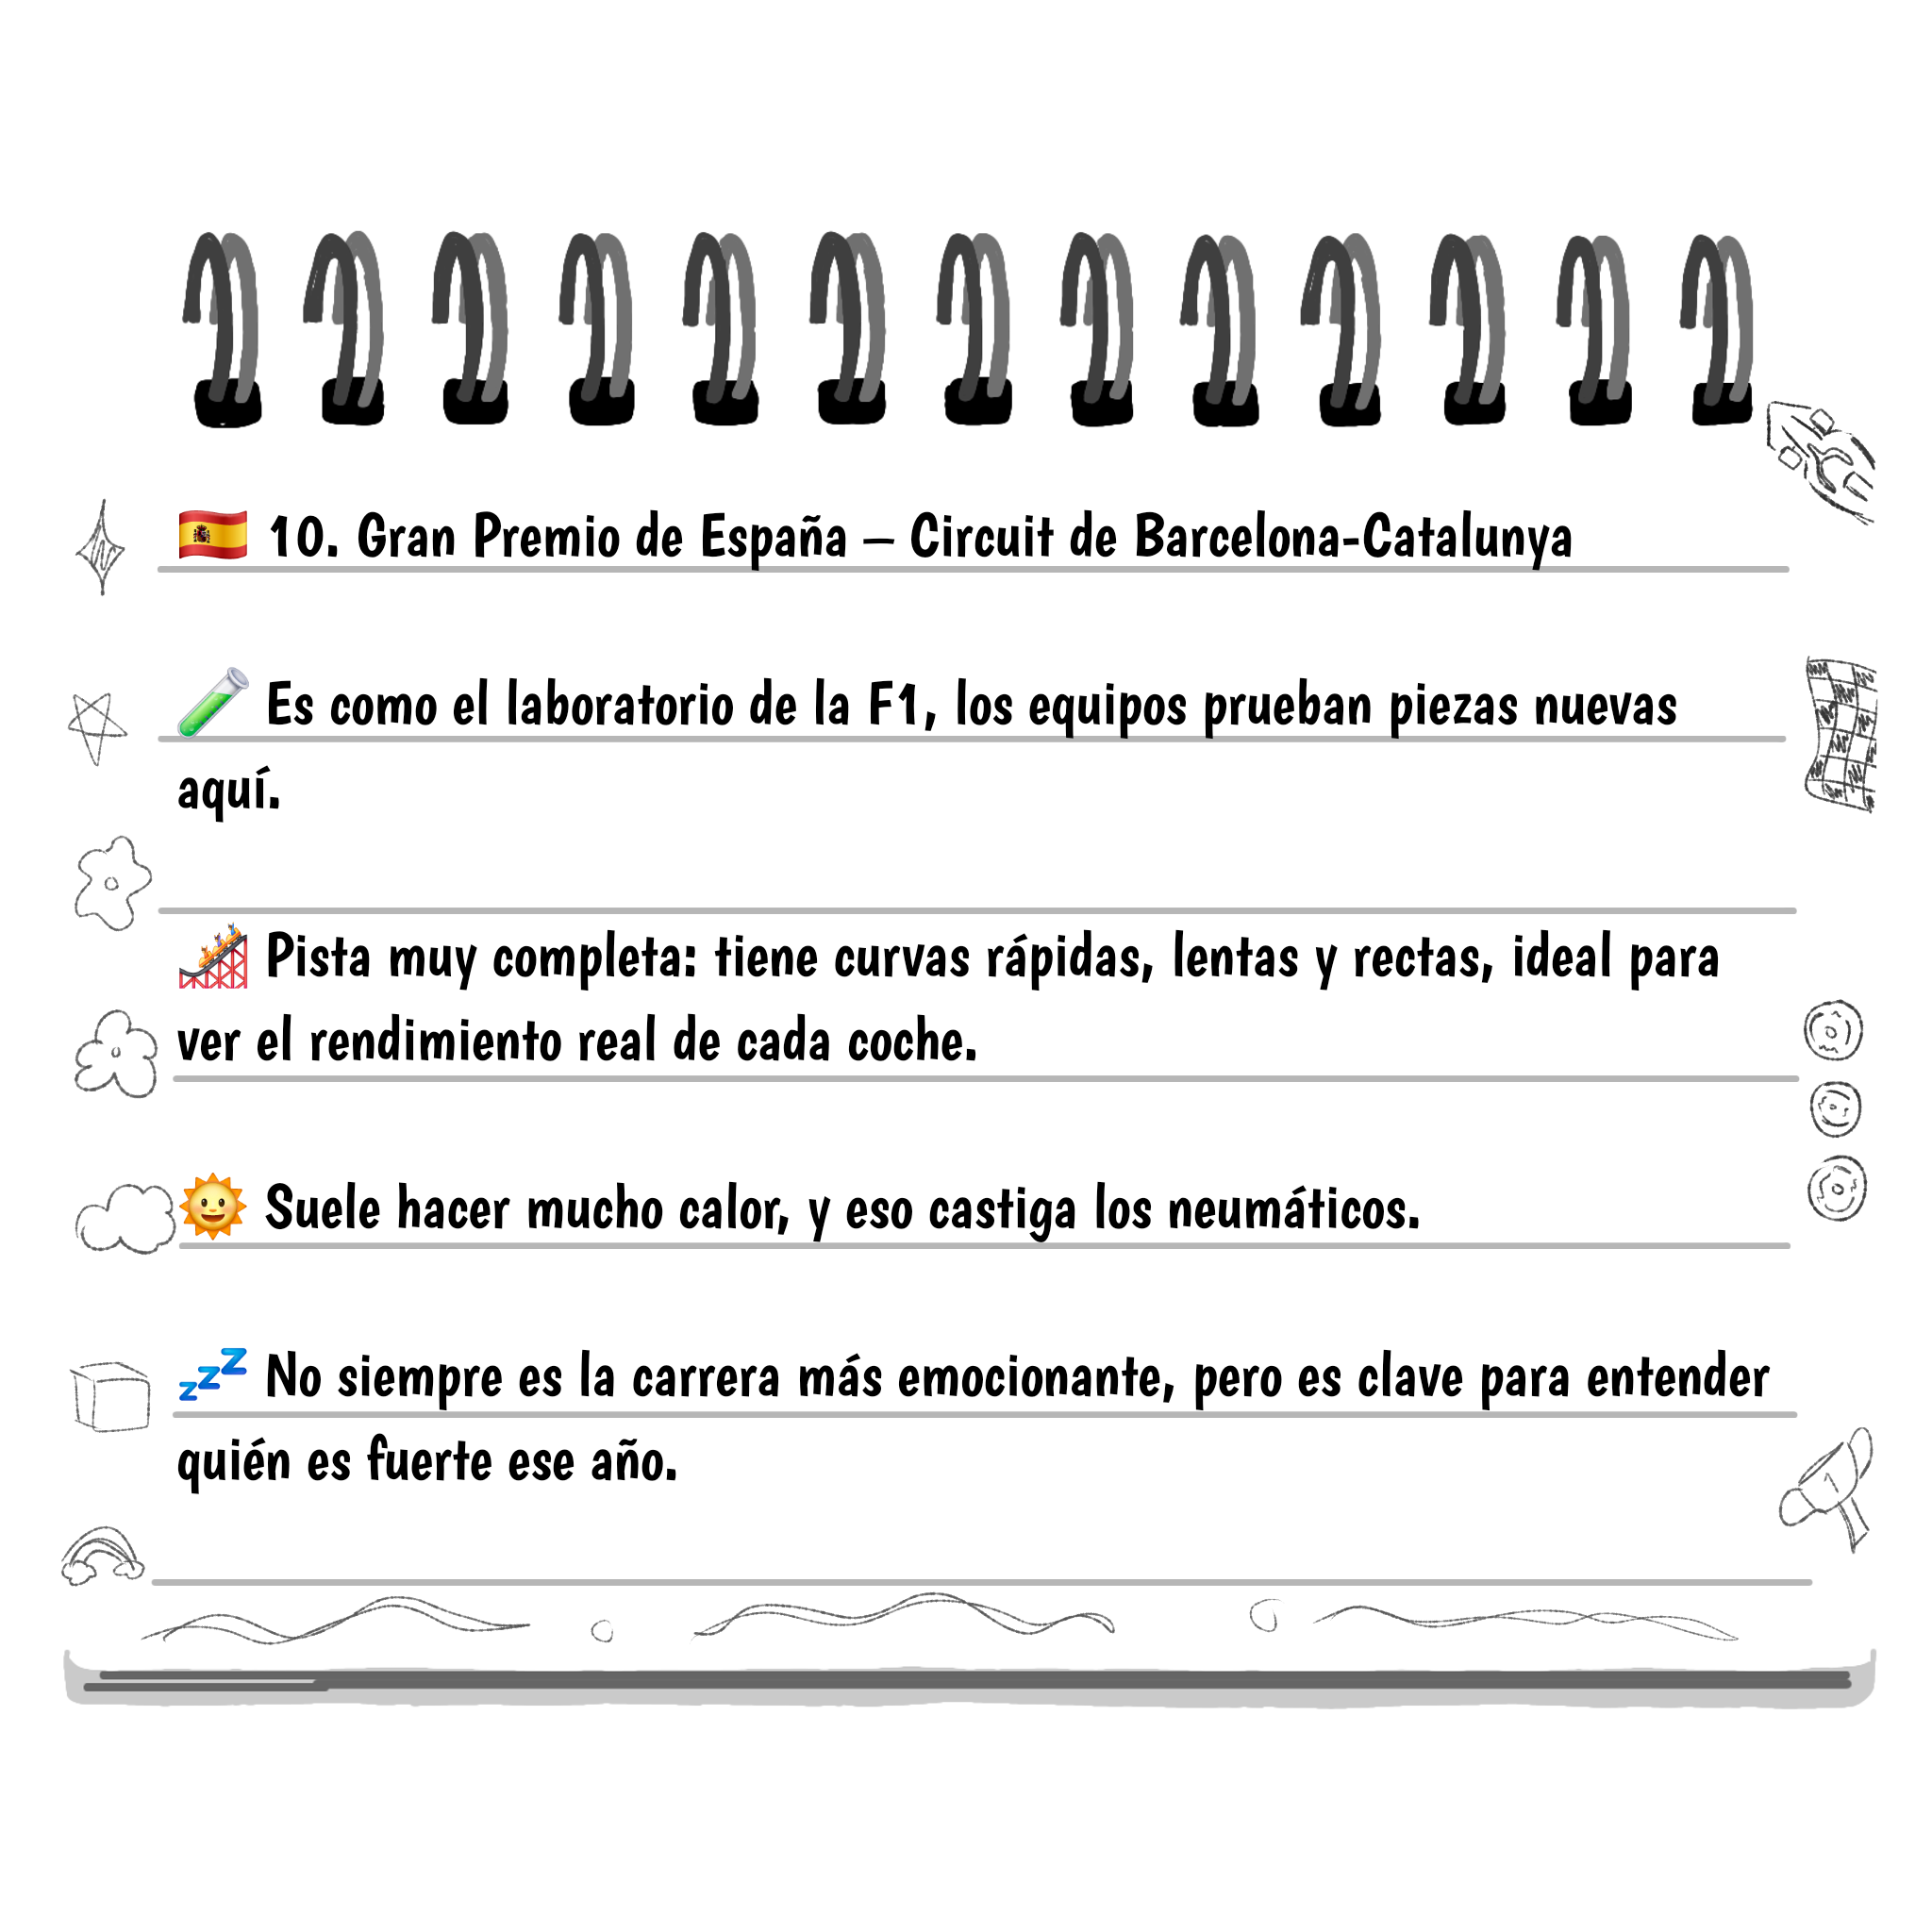 🇪🇸 10. Gran Premio de España – Circuit de Barcelona-Catalunya
🧪 Es como el laboratorio de la F1, los equipos prueban piezas nuevas
aquí.
🎢 Pista muy completa: tiene curvas rápidas, lentas y rectas, ideal para
ver el rendimiento real de cada coche.
🌞 Suele hacer mucho calor, y eso castiga los neumáticos.
💤 No siempre es la carrera más emocionante, pero es clave para entender
quién es fuerte ese año.